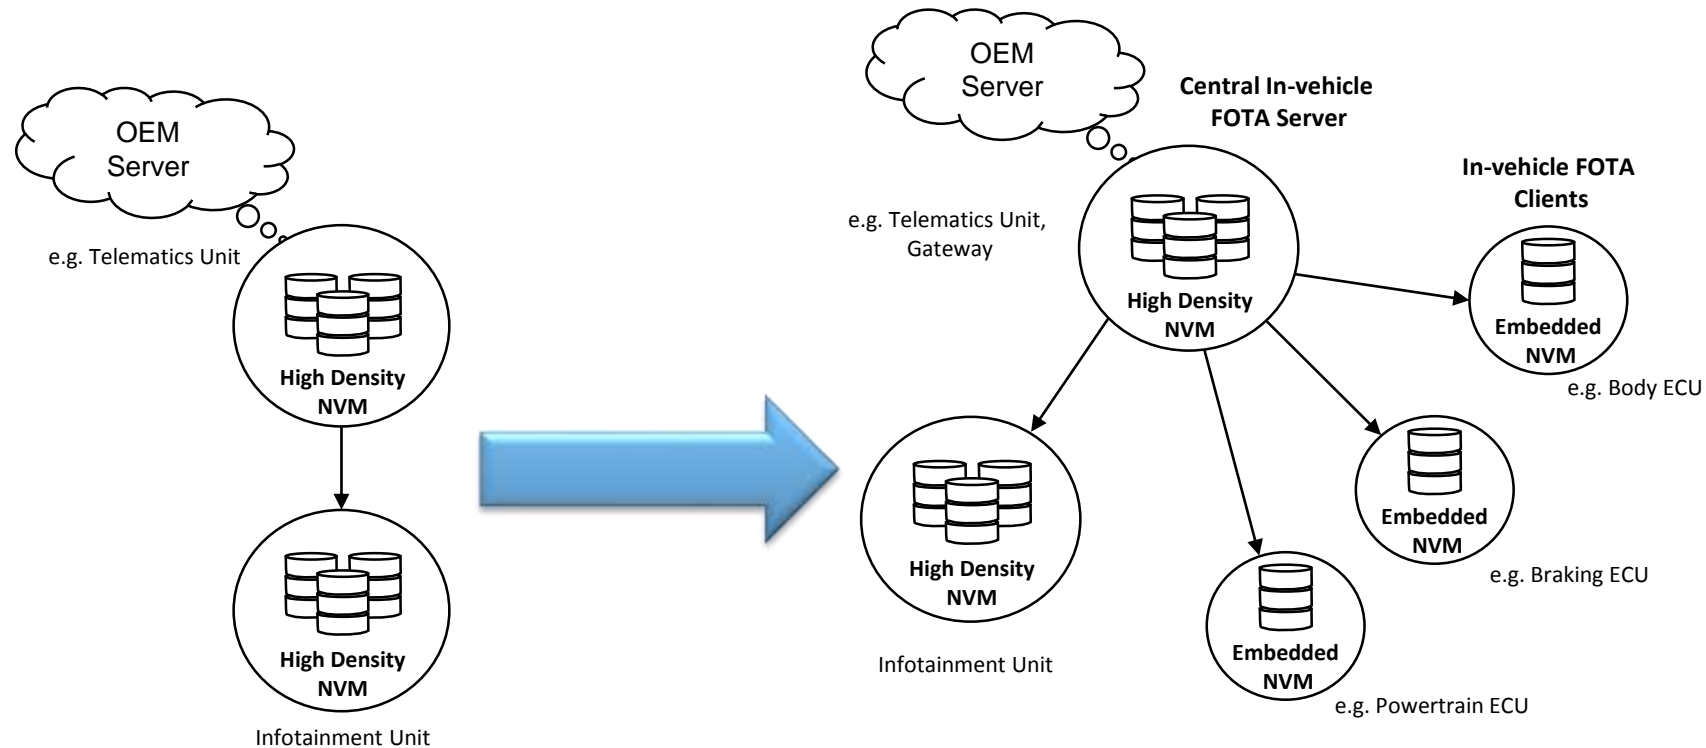 OEM
Server
e.g. Telematics Unit
High Density
NVM
High Density
NVM
Infotainment Unit
OEM
Server
Central In-vehicle
FOTA Server
e.g. Telematics Unit,
Gateway
High Density
NVM
In-vehicle FOTA
Clients
Embedded
NVM
e.g. Body ECU
Embedded
NVM
e.g. Braking ECU
Embedded
NVM
e.g. Powertrain ECU
High Density
NVM
Infotainment Unit